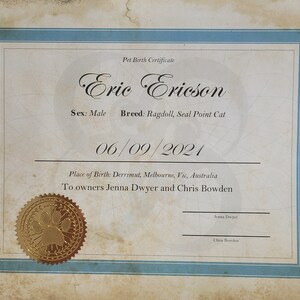 Pet Birth Certificate
Eric Ericson
Sex: Male Breed: Ragdoll, Seal Point Cat
06/09/2021
Place of Birth: Derrimut, Melbourne, Vic, Australia
To owners Jenna Dwyer and Chris Bowden
Jenna Dwyer
Chris Bowden